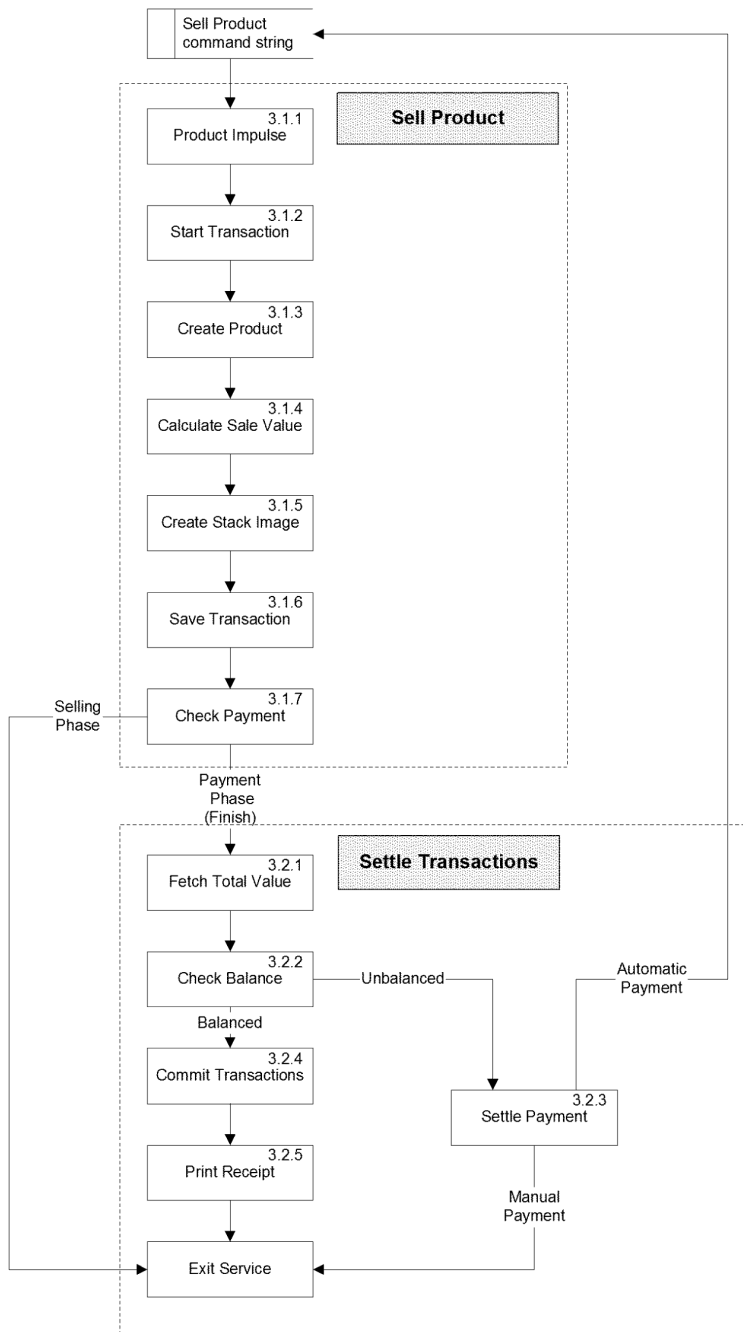 Sell Product
command string
Sell Product
3.1.1
Product Impulse
3.1.2
Start Transaction
3.1.3
Create Product
3.1.4
Calculate Sale Value
3.1.5
Create Stack Image
3.1.6
Save Transaction
3.1.7
Check Payment
Selling
Phase
Payment
Phase
(Finish)
Settle Transactions
3.2.1
Fetch Total Value
3.2.2
Check Balance
Unbalanced
Automatic
Payment
Balanced
3.2.4
Commit Transactions
3.2.3
Settle Payment
3.2.5
Print Receipt
Manual
Payment
Exit Service